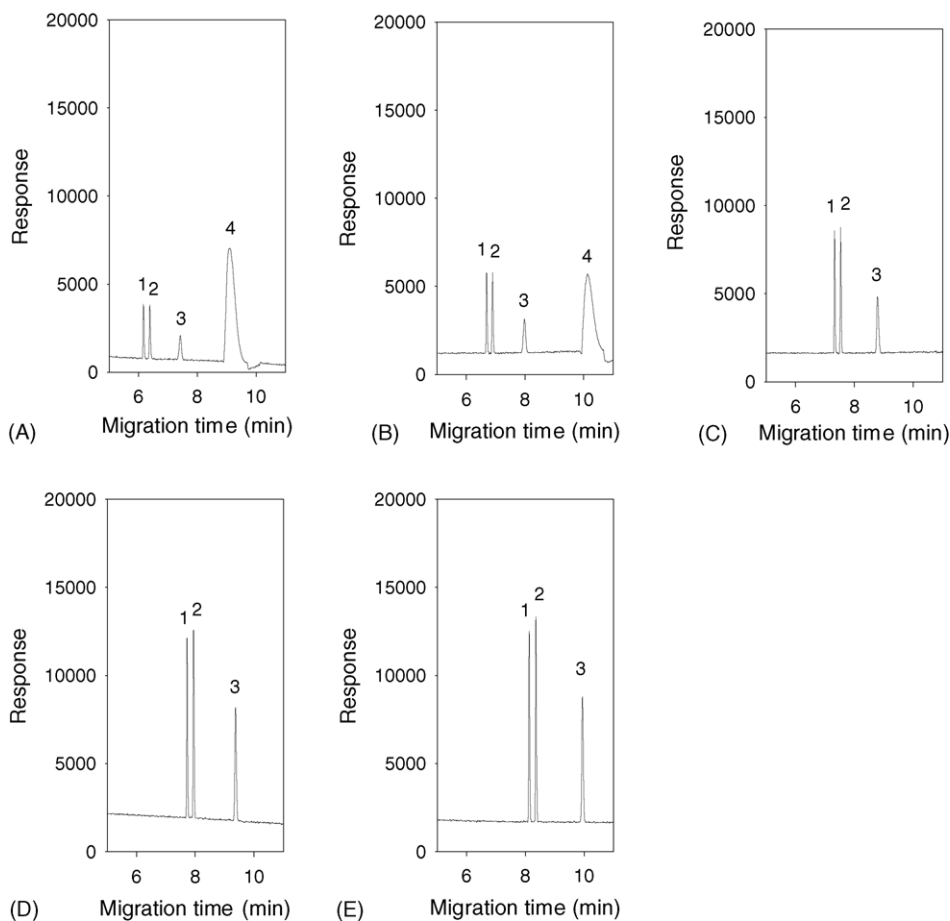 20000
15000
10000
5000
0
Response
1 2
3
4
6 8 10
(A) Migration time (min)
20000
15000
10000
5000
0
Response
1 2
3
4
6 8 10
(B) Migration time (min)
20000
15000
10000
5000
0
Response
1 2
3
6 8 10
(C) Migration time (min)
20000
15000
10000
5000
0
Response
1 2
3
6 8 10
(D) Migration time (min)
20000
15000
10000
5000
0
Response
1 2
3
6 8 10
(E) Migration time (min)